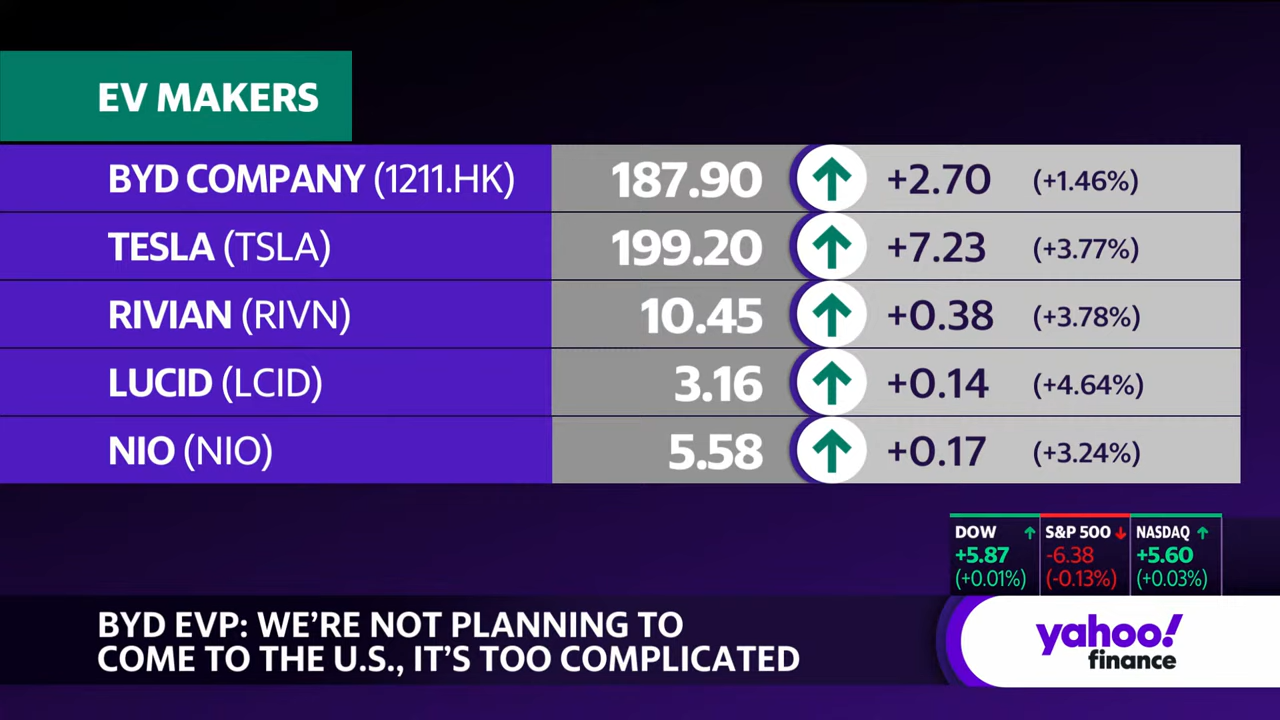 EV MAKERS
BYD COMPANY (1211.HK) 187.90 +2.70 (+1.46%)
TESLA (TSLA) 199.20 +7.23 (+3.77%)
RIVIAN (RIVN) 10.45 +0.38 (+3.78%)
LUCID (LCID) 3.16 +0.14 (+4.64%)
NIO (NIO) 5.58 +0.17 (+3.24%)
DOW S&P 500 NASDAQ
+5.87 -6.38 +5.60
(+0.01%) (-0.13%) (+0.03%)
BYD EVP: WE'RE NOT PLANNING TO
COME TO THE U.S., IT'S TOO COMPLICATED
yahoo!
finance